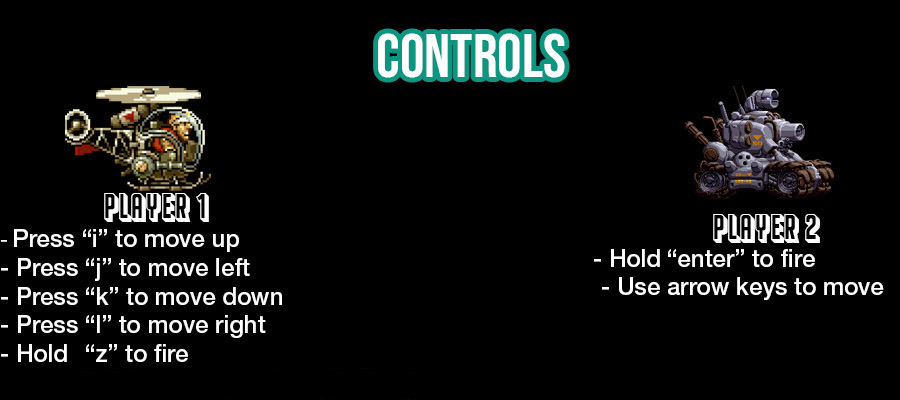 CONTROLS
PLAYER 1
- Press “i” to move up
- Press “j” to move left
- Press “k” to move down
- Press “l” to move right
- Hold “z” to fire
PLAYER 2
- Hold “enter” to fire
- Use arrow keys to move